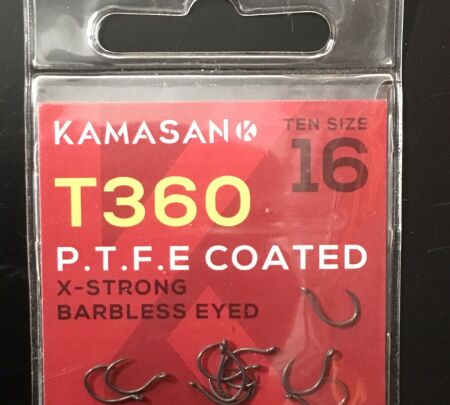 KAMASAN K
TEN SIZE
16
T360
P.T.F.E COATED
X-STRONG
BARBLESS EYED